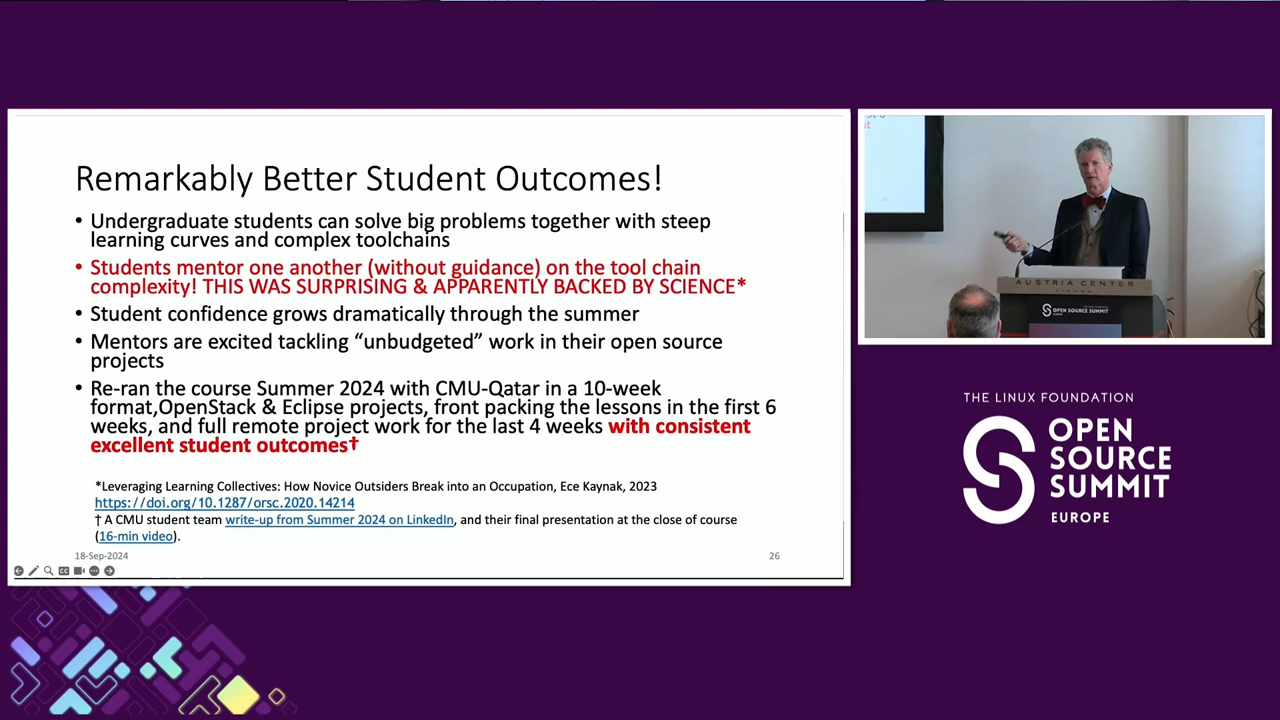 Remarkably Better Student Outcomes!
• Undergraduate students can solve big problems together with steep
learning curves and complex toolchains
• Students mentor one another (without guidance) on the tool chain
complexity! THIS WAS SURPRISING & APPARENTLY BACKED BY SCIENCE*
• Student confidence grows dramatically through the summer
• Mentors are excited tackling “unbudgeted” work in their open source
projects
• Re-ran the course Summer 2024 with CMU-Qatar in a 10-week
format,OpenStack & Eclipse projects, front packing the lessons in the first 6
weeks, and full remote project work for the last 4 weeks with consistent
excellent student outcomes†
*Leveraging Learning Collectives: How Novice Outsiders Break into an Occupation, Ece Kaynak, 2023
https://doi.org/10.1287/orsc.2020.14214
† A CMU student team write-up from Summer 2024 on LinkedIn, and their final presentation at the close of course
(16-min video).
18-Sep-2024
26
AUSTRIA CENTER
OPEN SOURCE SUMMIT
THE LINUX FOUNDATION
OPEN
SOURCE
SUMMIT
EUROPE